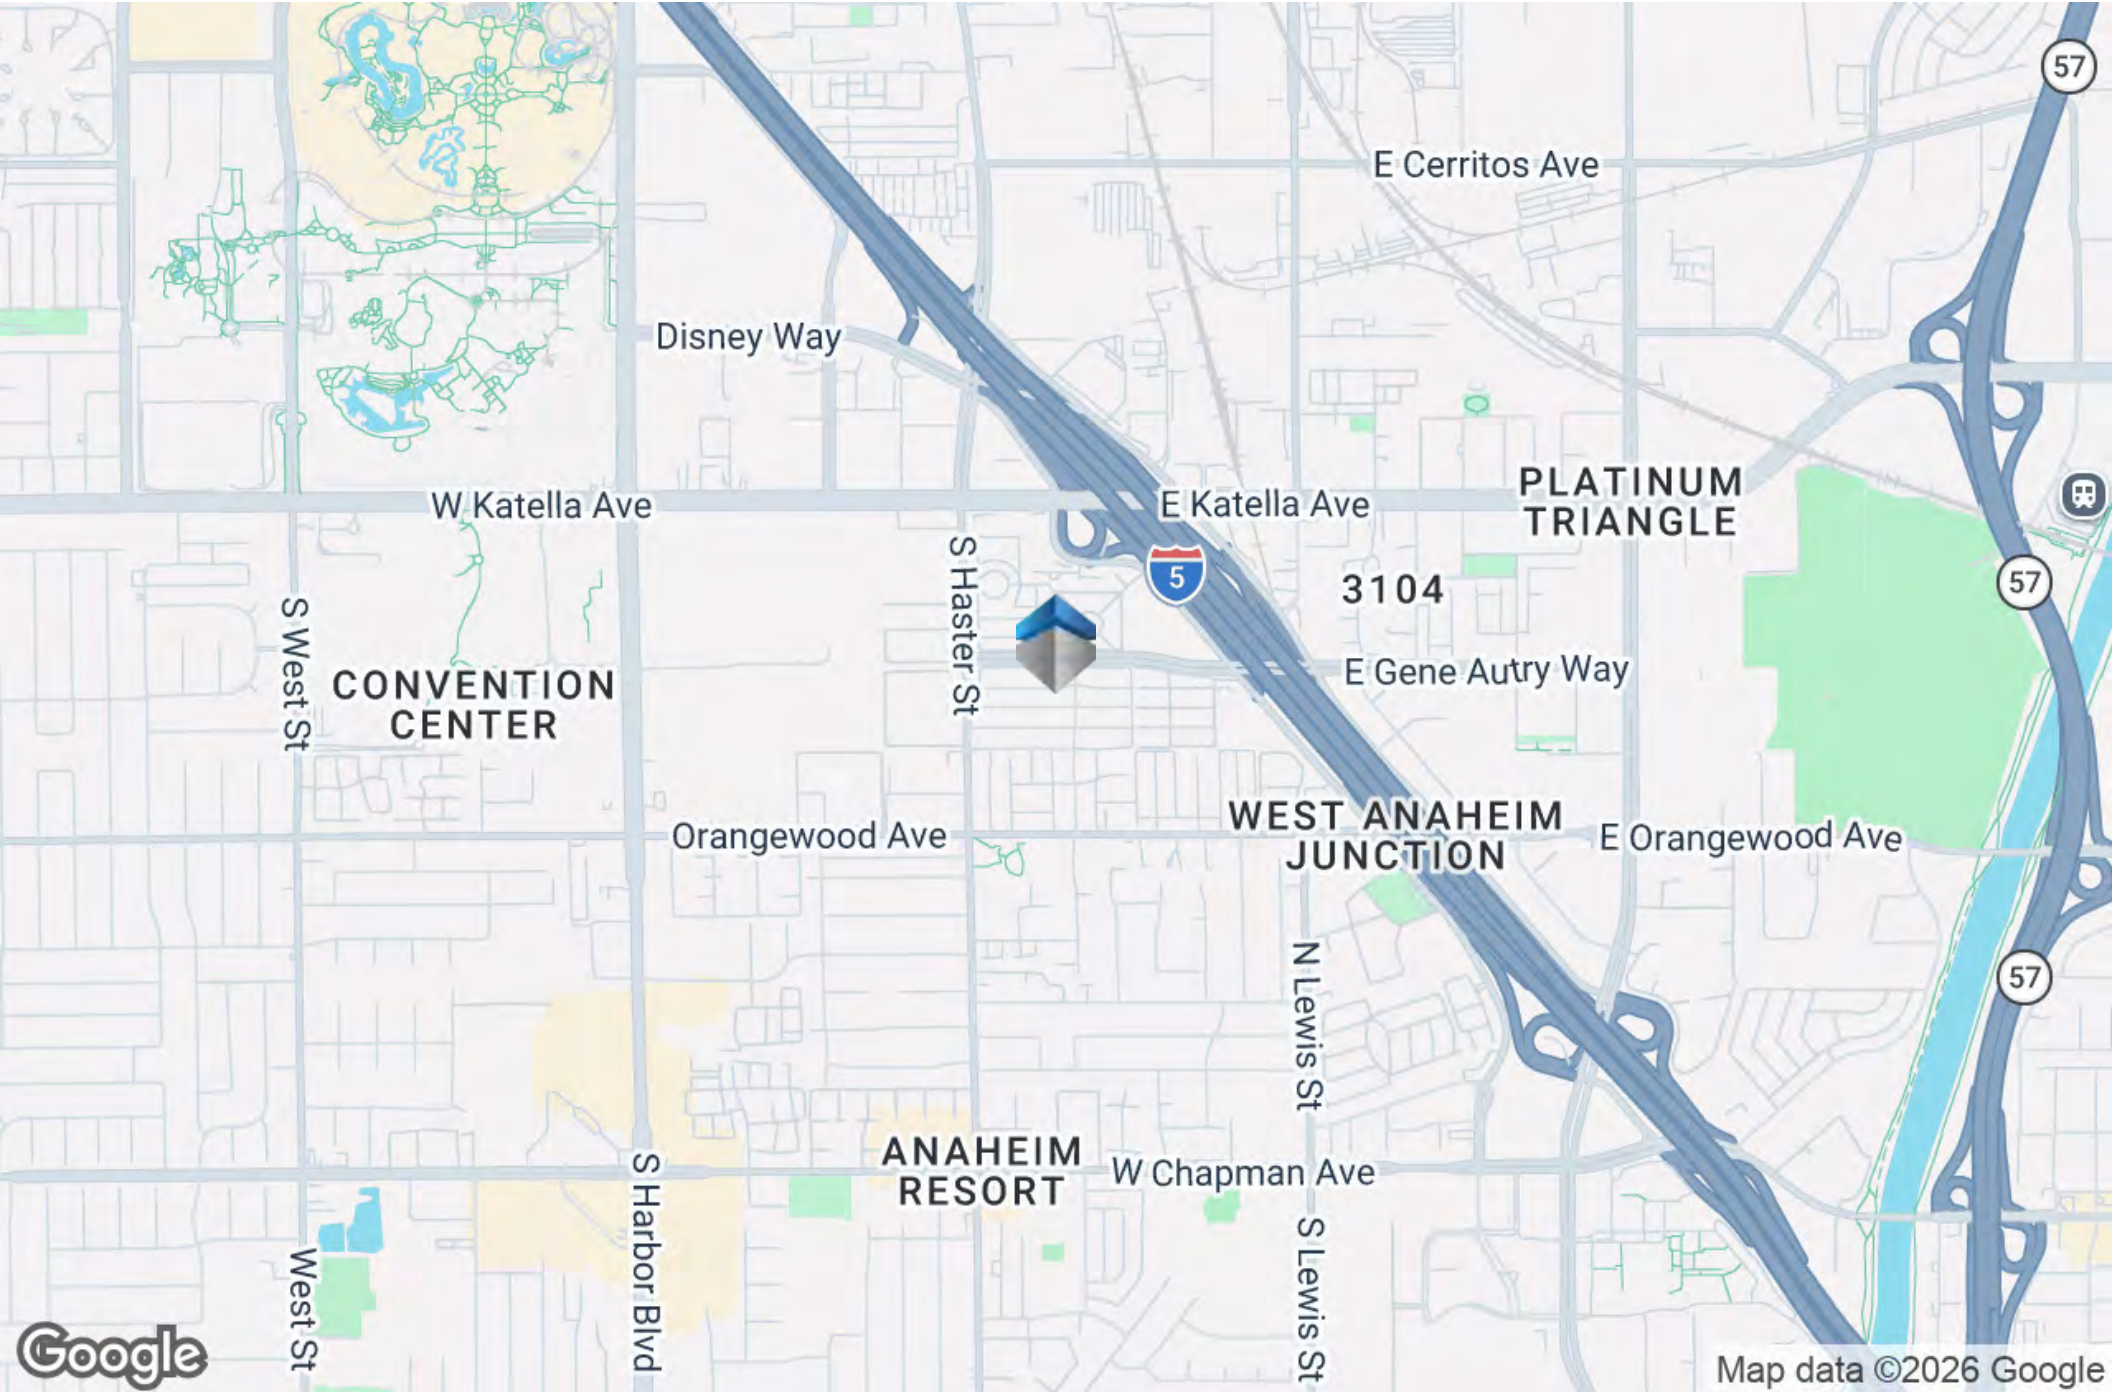 57
E Cerritos Ave
Disney Way
W Katella Ave
E Katella Ave
PLATINUM
TRIANGLE
S Haster St
5
3104
57
S West St
CONVENTION
CENTER
E Gene Autry Way
WEST ANAHEIM
JUNCTION
Orangewood Ave
E Orangewood Ave
N Lewis St
57
ANAHEIM
RESORT
W Chapman Ave
S Harbor Blvd
West St
S Lewis St
Google
Map data ©2026 Google